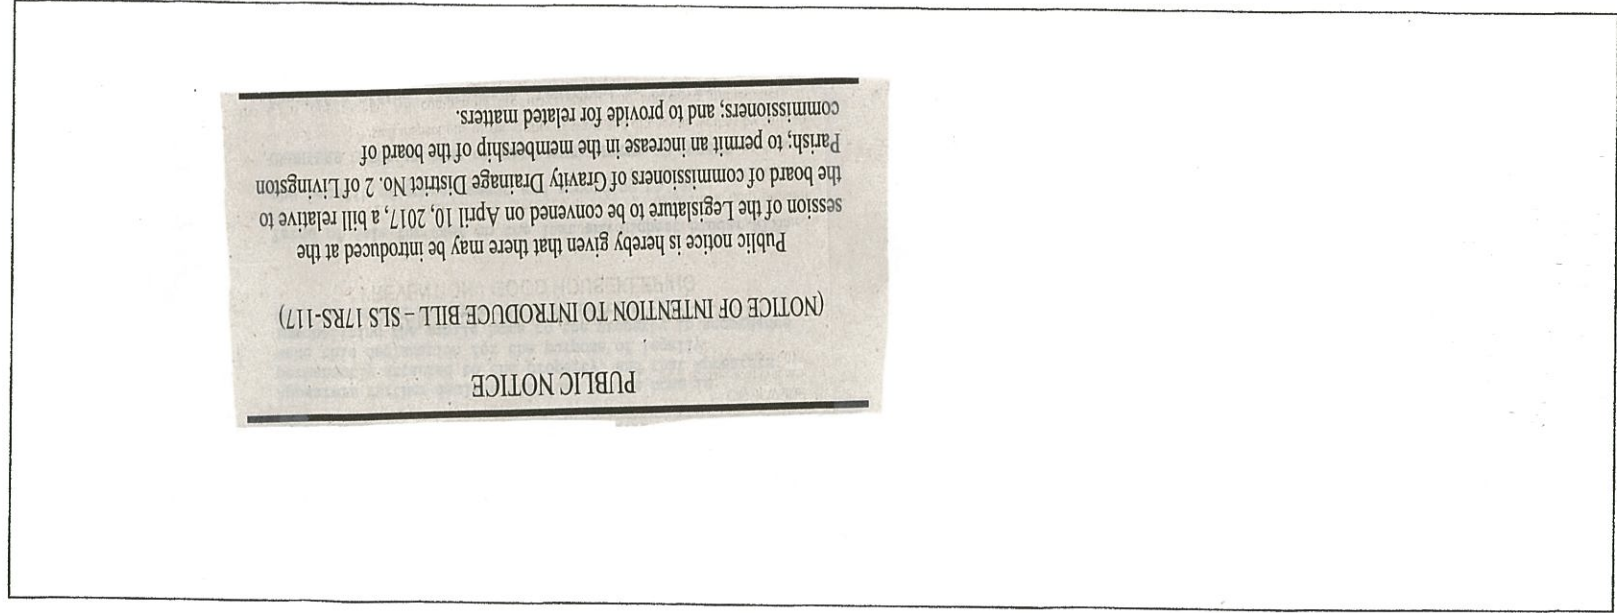 PUBLIC NOTICE
(NOTICE OF INTENTION TO INTRODUCE BILL – SLS 17RS-117)
Public notice is hereby given that there may be introduced at the
session of the Legislature to be convened on April 10, 2017, a bill relative to
the board of commissioners of Gravity Drainage District No. 2 of Livingston
Parish; to permit an increase in the membership of the board of
commissioners; and to provide for related matters.